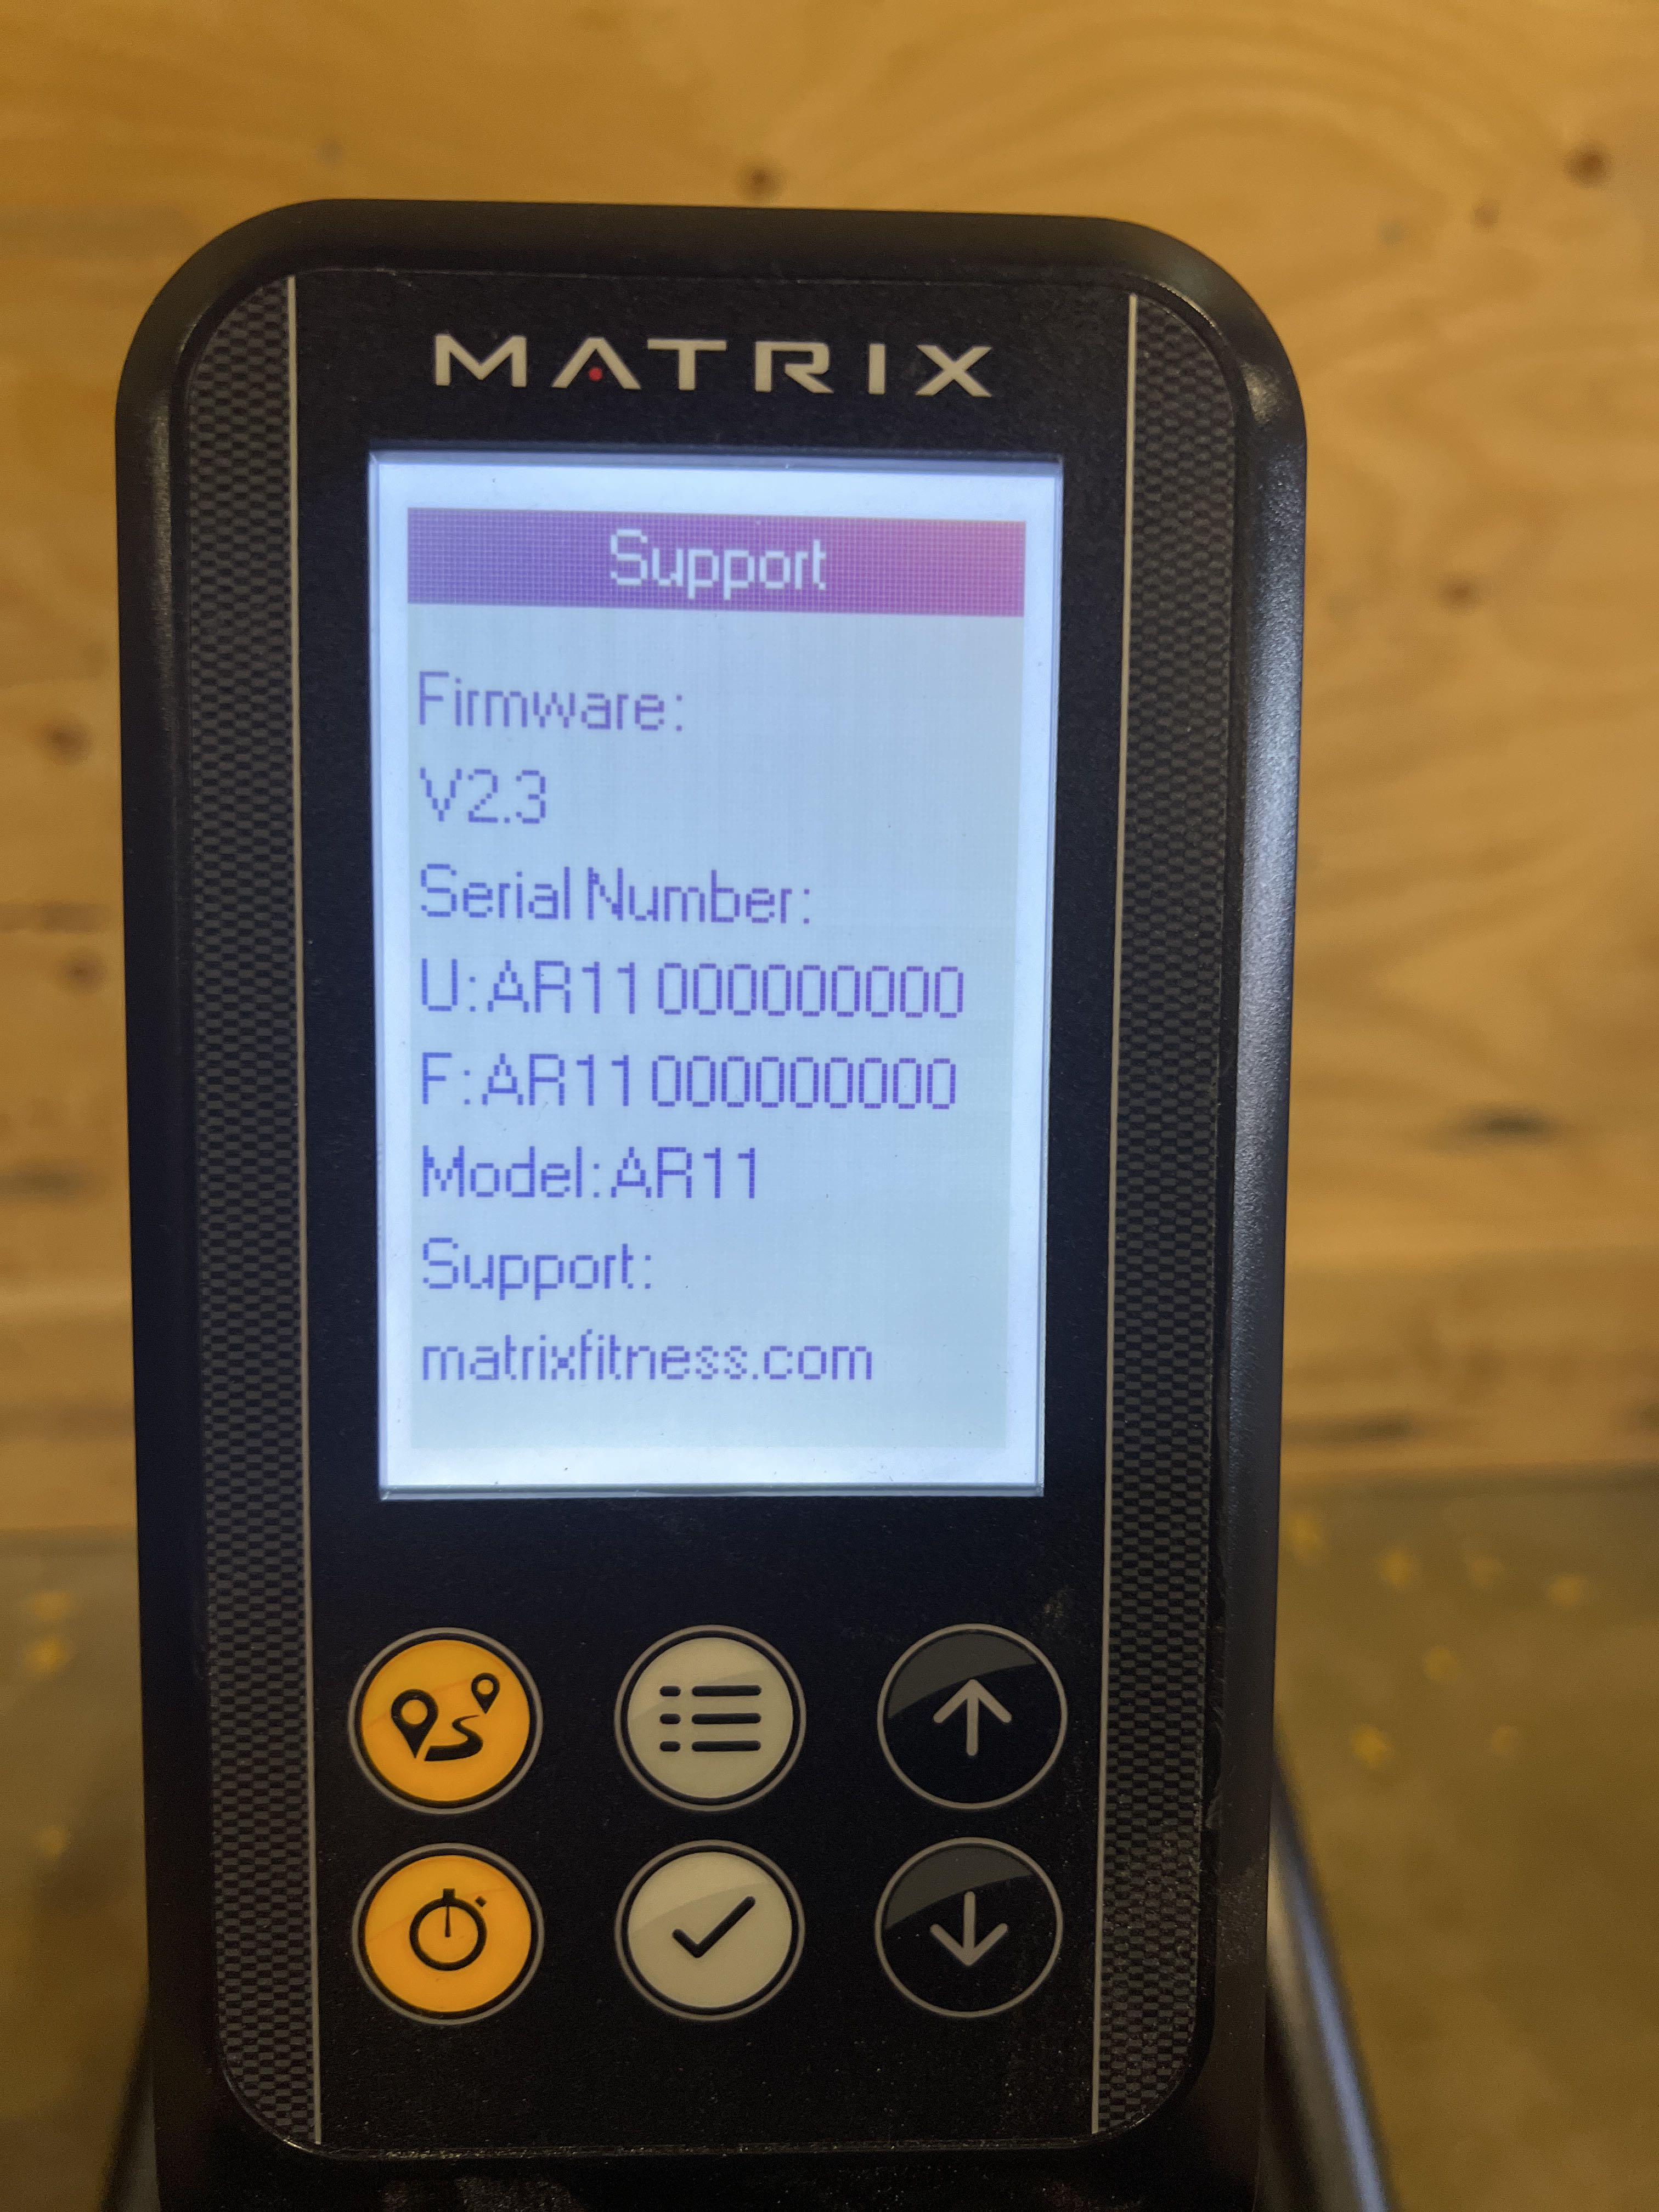 MATRIX
Support
Firmware:
V2.3
Serial Number:
U:AR11000000000
F:AR11000000000
Model:AR11
Support:
matrixfitness.com